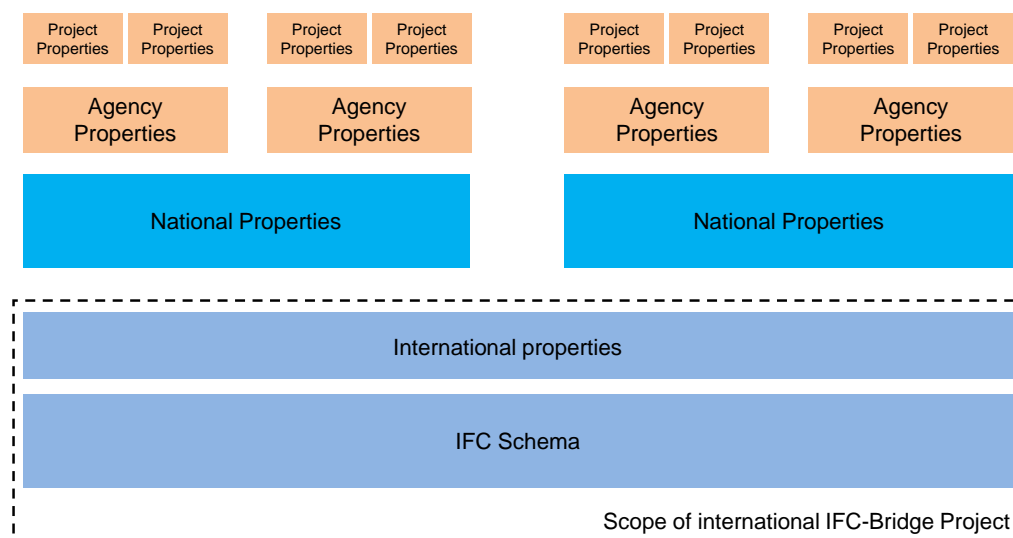 Project
Properties
Project
Properties
Project
Properties
Project
Properties
Project
Properties
Project
Properties
Project
Properties
Project
Properties
Agency
Properties
Agency
Properties
Agency
Properties
Agency
Properties
National Properties
National Properties
International properties
IFC Schema
Scope of international IFC-Bridge Project